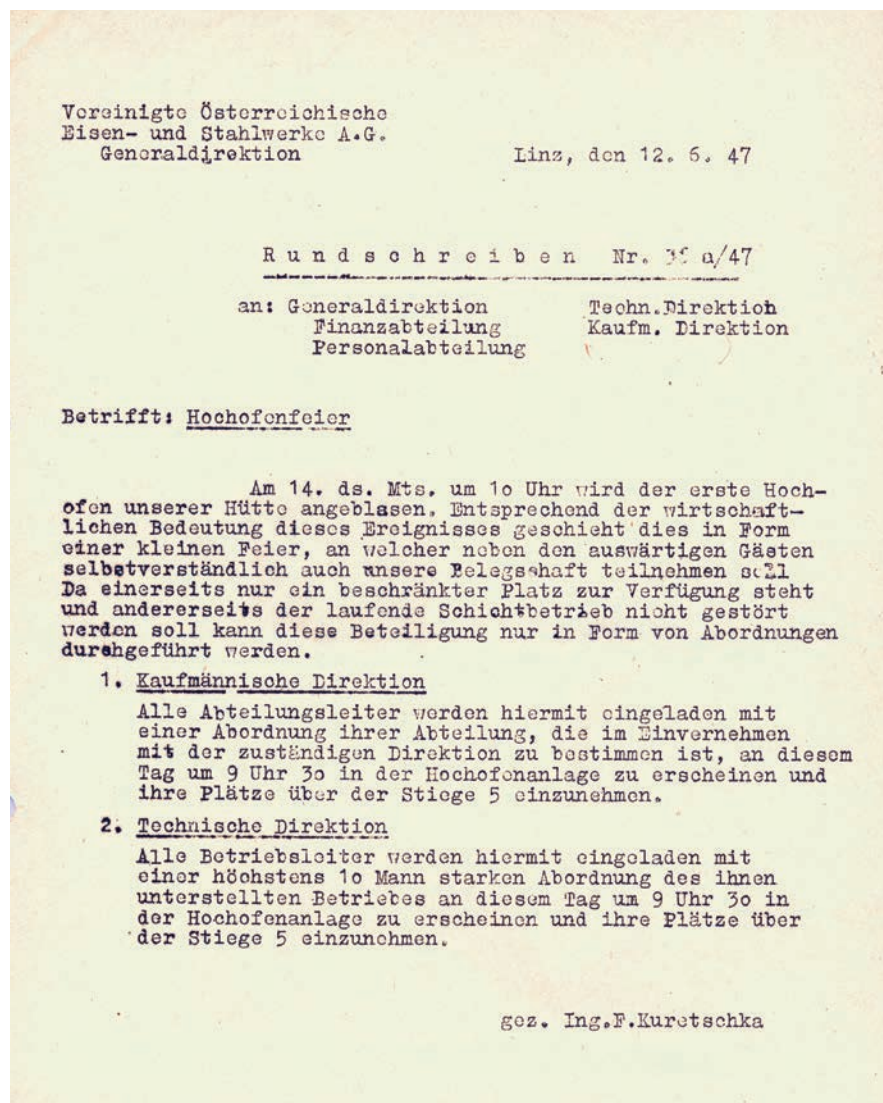 Vereinigte Österreichische
Eisen- und Stahlwerke A.G.
Generaldirektion
Linz, den 12. 6. 47
Rundschreiben Nr. a/47
an: Generaldirektion Techn.Direktion
Finanzabteilung Kaufm. Direktion
Personalabteilung
Betrifft: Hochofenfeier
Am 14. ds. Mts. um 1o Uhr wird der erste Hoch-
ofen unserer Hütte angeblasen. Entsprechend der wirtschaft-
lichen Bedeutung dieses Ereignisses geschieht dies in Form
einer kleinen Feier, an welcher neben den auswärtigen Gästen
selbstverständlich auch unsere Belegschaft teilnehmen soll
Da einerseits nur ein beschränkter Platz zur Verfügung steht
und andererseits der laufende Schichtbetrieb nicht gestört
werden soll kann diese Beteiligung nur in Form von Abordnungen
durchgeführt werden.
1. Kaufmännische Direktion
Alle Abteilungsleiter werden hiermit eingeladen mit
einer Abordnung ihrer Abteilung, die im Einvernehmen
mit der zuständigen Direktion zu bestimmen ist, an diesem
Tag um 9 Uhr 3o in der Hochofenanlage zu erscheinen und
ihre Plätze über der Stiege 5 einzunehmen.
2. Technische Direktion
Alle Betriebsleiter werden hiermit eingeladen mit
einer höchstens 1o Mann starken Abordnung des ihnen
unterstellten Betriebes an diesem Tag um 9 Uhr 3o in
der Hochofenanlage zu erscheinen und ihre Plätze über
der Stiege 5 einzunehmen.
gez. Ing.F.Kuretschka